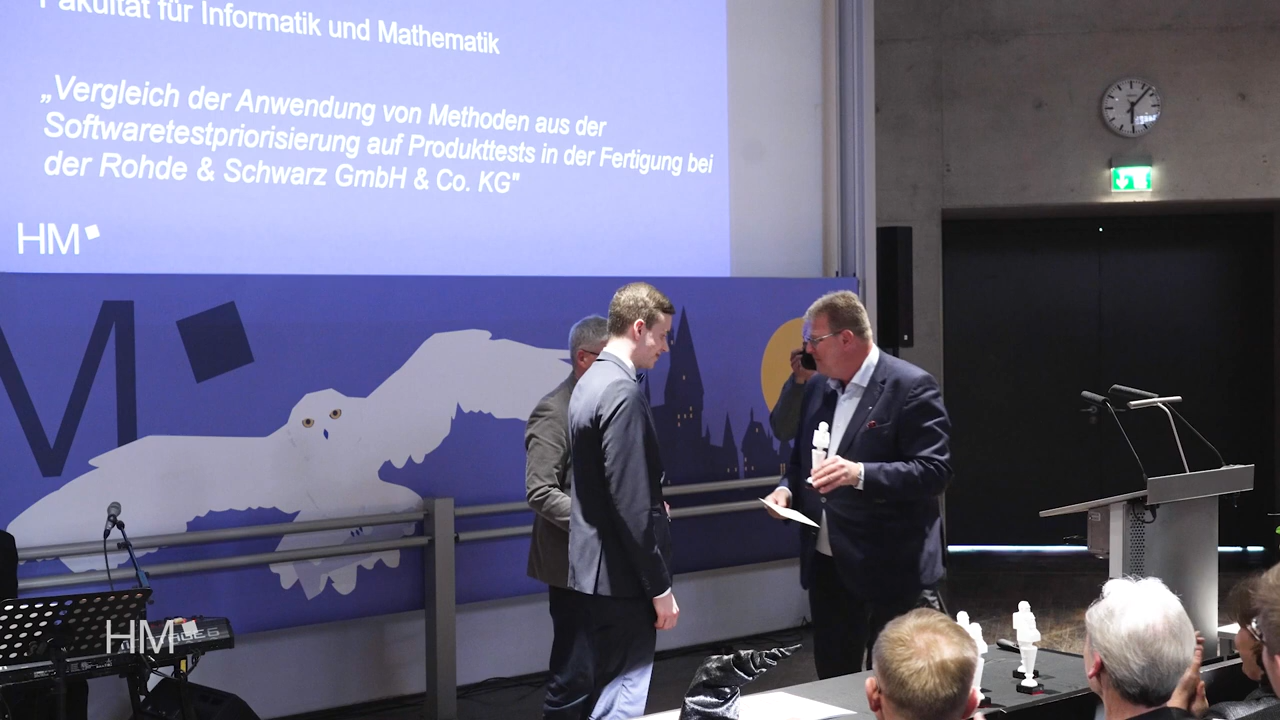 Fakultät für Informatik und Mathematik
„Vergleich der Anwendung von Methoden aus der
Softwaretestpriorisierung auf Produkttests in der Fertigung bei
der Rohde & Schwarz GmbH & Co. KG"
HM
M
HM